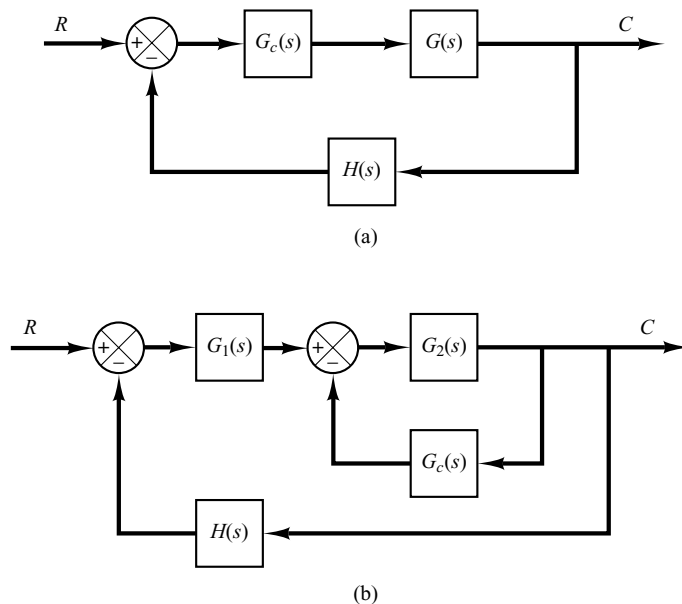 R C
+ − G_c(s) G(s)
H(s)
(a)
R C
+ − G_1(s) + − G_2(s)
G_c(s)
H(s)
(b)